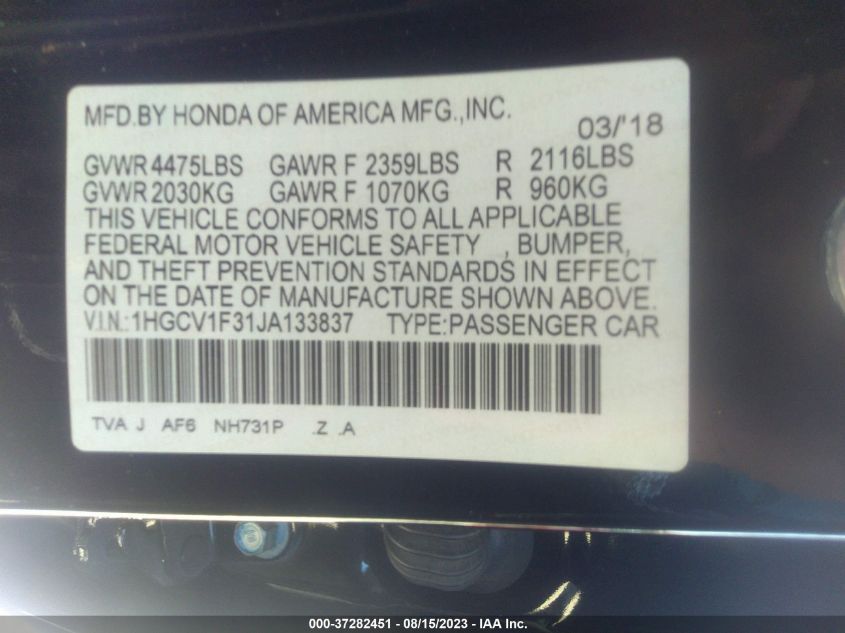 MFD.BY HONDA OF AMERICA MFG.,INC.
03/'18
GVWR 4475LBS GAWR F 2359LBS R 2116LBS
GVWR 2030KG GAWR F 1070KG R 960KG
THIS VEHICLE CONFORMS TO ALL APPLICABLE
FEDERAL MOTOR VEHICLE SAFETY , BUMPER,
AND THEFT PREVENTION STANDARDS IN EFFECT
ON THE DATE OF MANUFACTURE SHOWN ABOVE.
V.I.N.:1HGCV1F31JA133837 TYPE:PASSENGER CAR
TVA J AF6 NH731P .Z .A
000-37282451 - 08/15/2023 - IAA Inc.